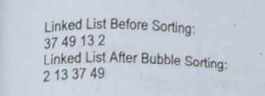 Linked List Before Sorting:
37 49 13 2
Linked List After Bubble Sorting:
2 13 37 49